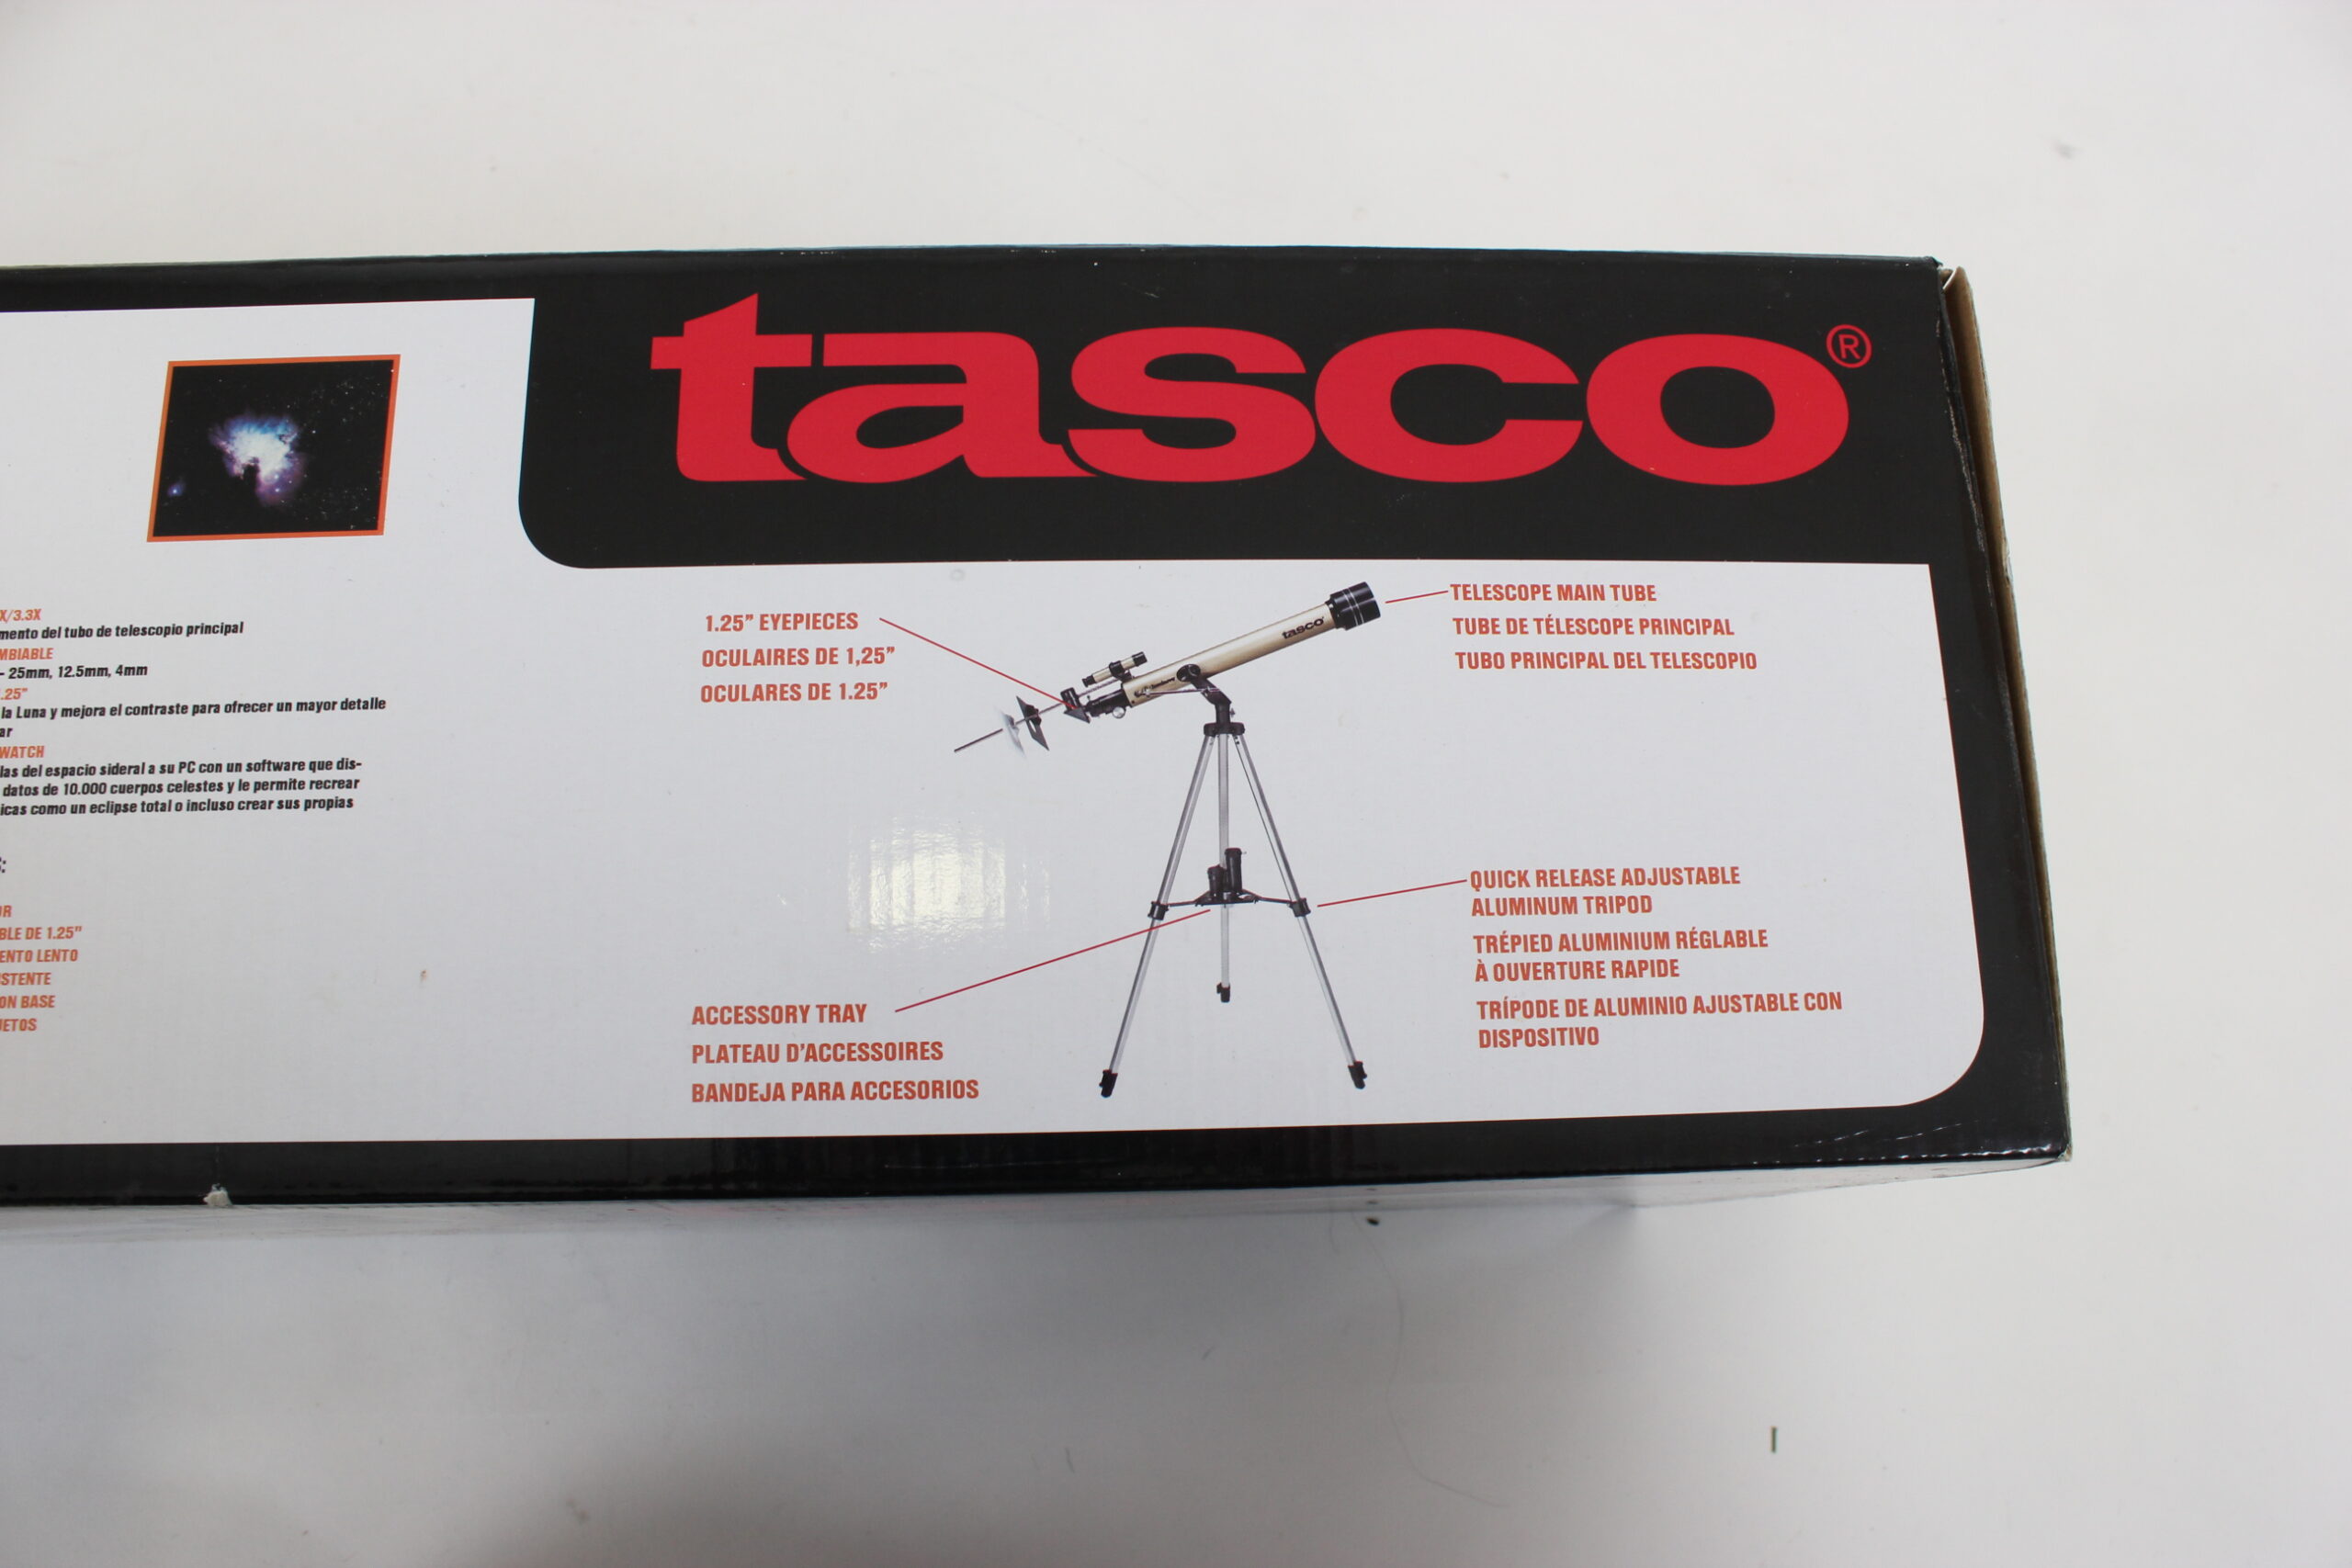 tasco®
X/3.3X
mento del tubo de telescopio principal
MBIABLE
- 25mm, 12.5mm, 4mm
.25"
la Luna y mejora el contraste para ofrecer un mayor detalle
ar
WATCH
las del espacio sideral a su PC con un software que dis-
datos de 10.000 cuerpos celestes y le permite recrear
icas como un eclipse total o incluso crear sus propias
:
OR
BLE DE 1.25"
ENTO LENTO
ISTENTE
ON BASE
JETOS
1.25” EYEPIECES
OCULAIRES DE 1,25”
OCULARES DE 1.25”
tasco
TELESCOPE MAIN TUBE
TUBE DE TÉLESCOPE PRINCIPAL
TUBO PRINCIPAL DEL TELESCOPIO
QUICK RELEASE ADJUSTABLE
ALUMINUM TRIPOD
TRÉPIED ALUMINIUM RÉGLABLE
À OUVERTURE RAPIDE
TRÍPODE DE ALUMINIO AJUSTABLE CON
DISPOSITIVO
ACCESSORY TRAY
PLATEAU D’ACCESSOIRES
BANDEJA PARA ACCESORIOS